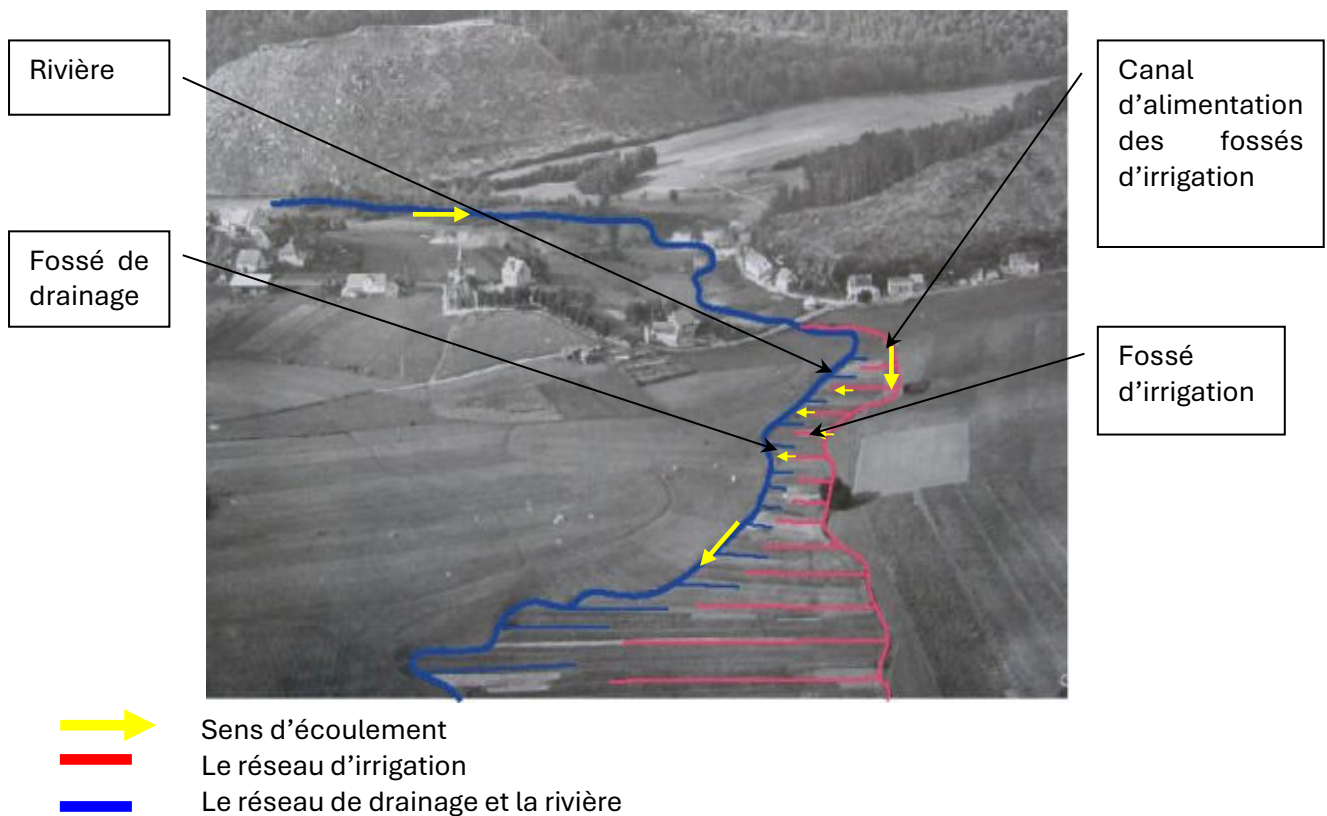 Rivière
Canal
d’alimentation
des fossés
d’irrigation
Fossé de
drainage
Fossé
d’irrigation
Sens d’écoulement
Le réseau d’irrigation
Le réseau de drainage et la rivière